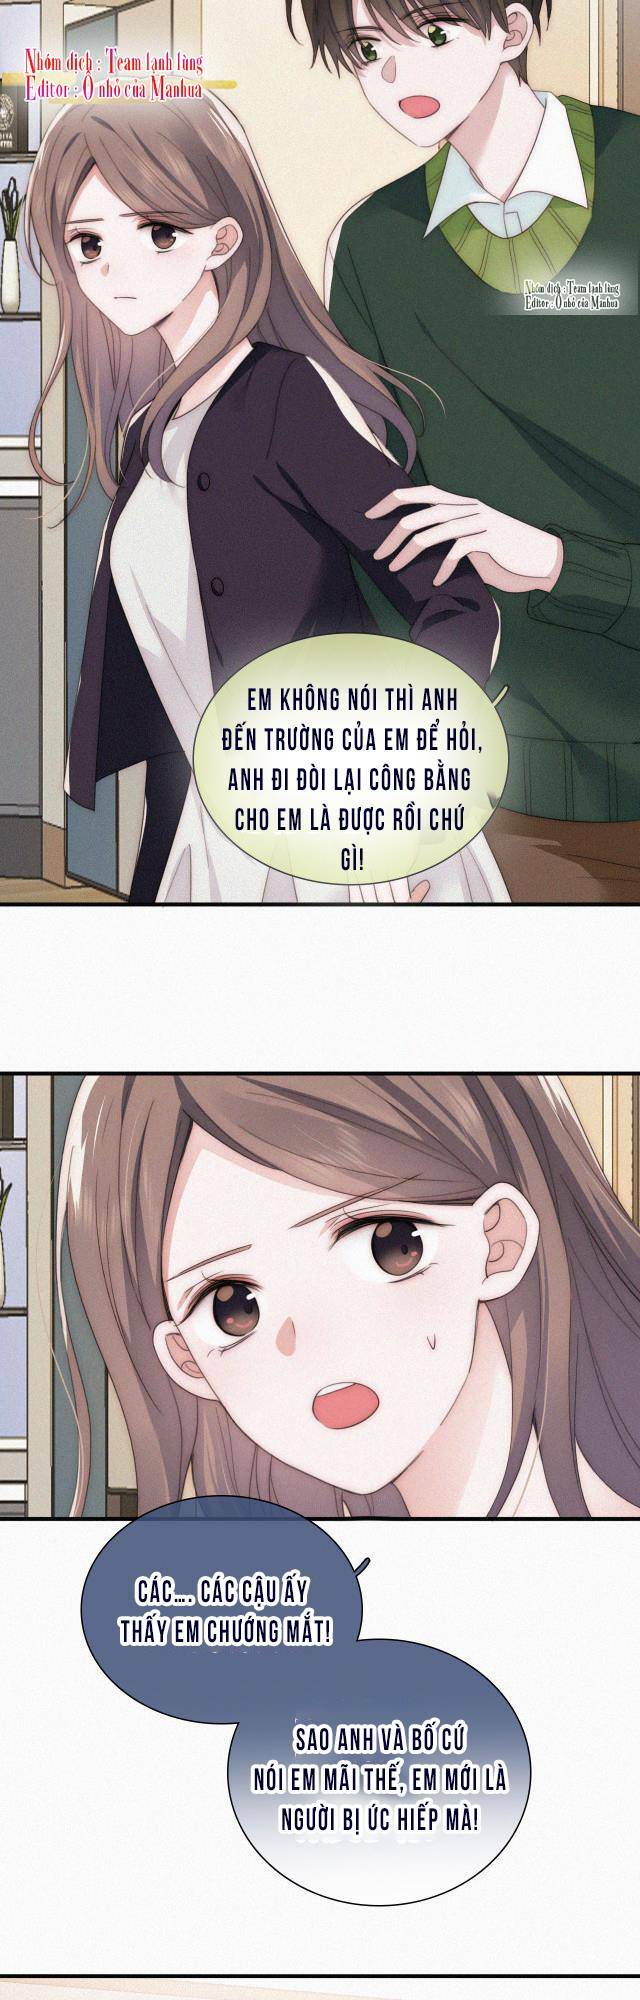 Nhóm dịch : Team lạnh lùng
Editor : Ô nhỏ của Manhua
Nhóm dịch : Team lạnh lùng
Editor : Ô nhỏ của Manhua
EM KHÔNG NÓI THÌ ANH
ĐẾN TRƯỜNG CỦA EM ĐỂ HỎI,
ANH ĐI ĐÒI LẠI CÔNG BẰNG
CHO EM LÀ ĐƯỢC RỒI CHỨ
GÌ!
CÁC.... CÁC CẬU ẤY
THẤY EM CHƯỚNG MẮT!
SAO ANH VÀ BỐ CỨ
NÓI EM MÃI THẾ, EM MỚI LÀ
NGƯỜI BỊ ỨC HIẾP MÀ!